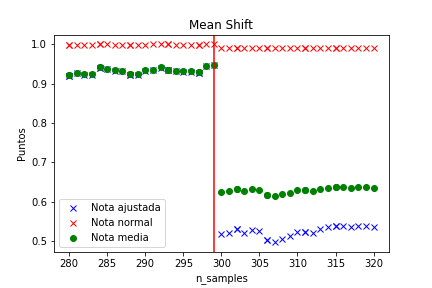 Mean Shift
Puntos
1.0
0.9
0.8
0.7
0.6
0.5
Nota ajustada
Nota normal
Nota media
280 285 290 295 300 305 310 315 320
n_samples